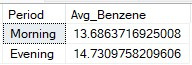 Period Avg_Benzene
Morning 13.6863716925008
Evening 14.7309758209606